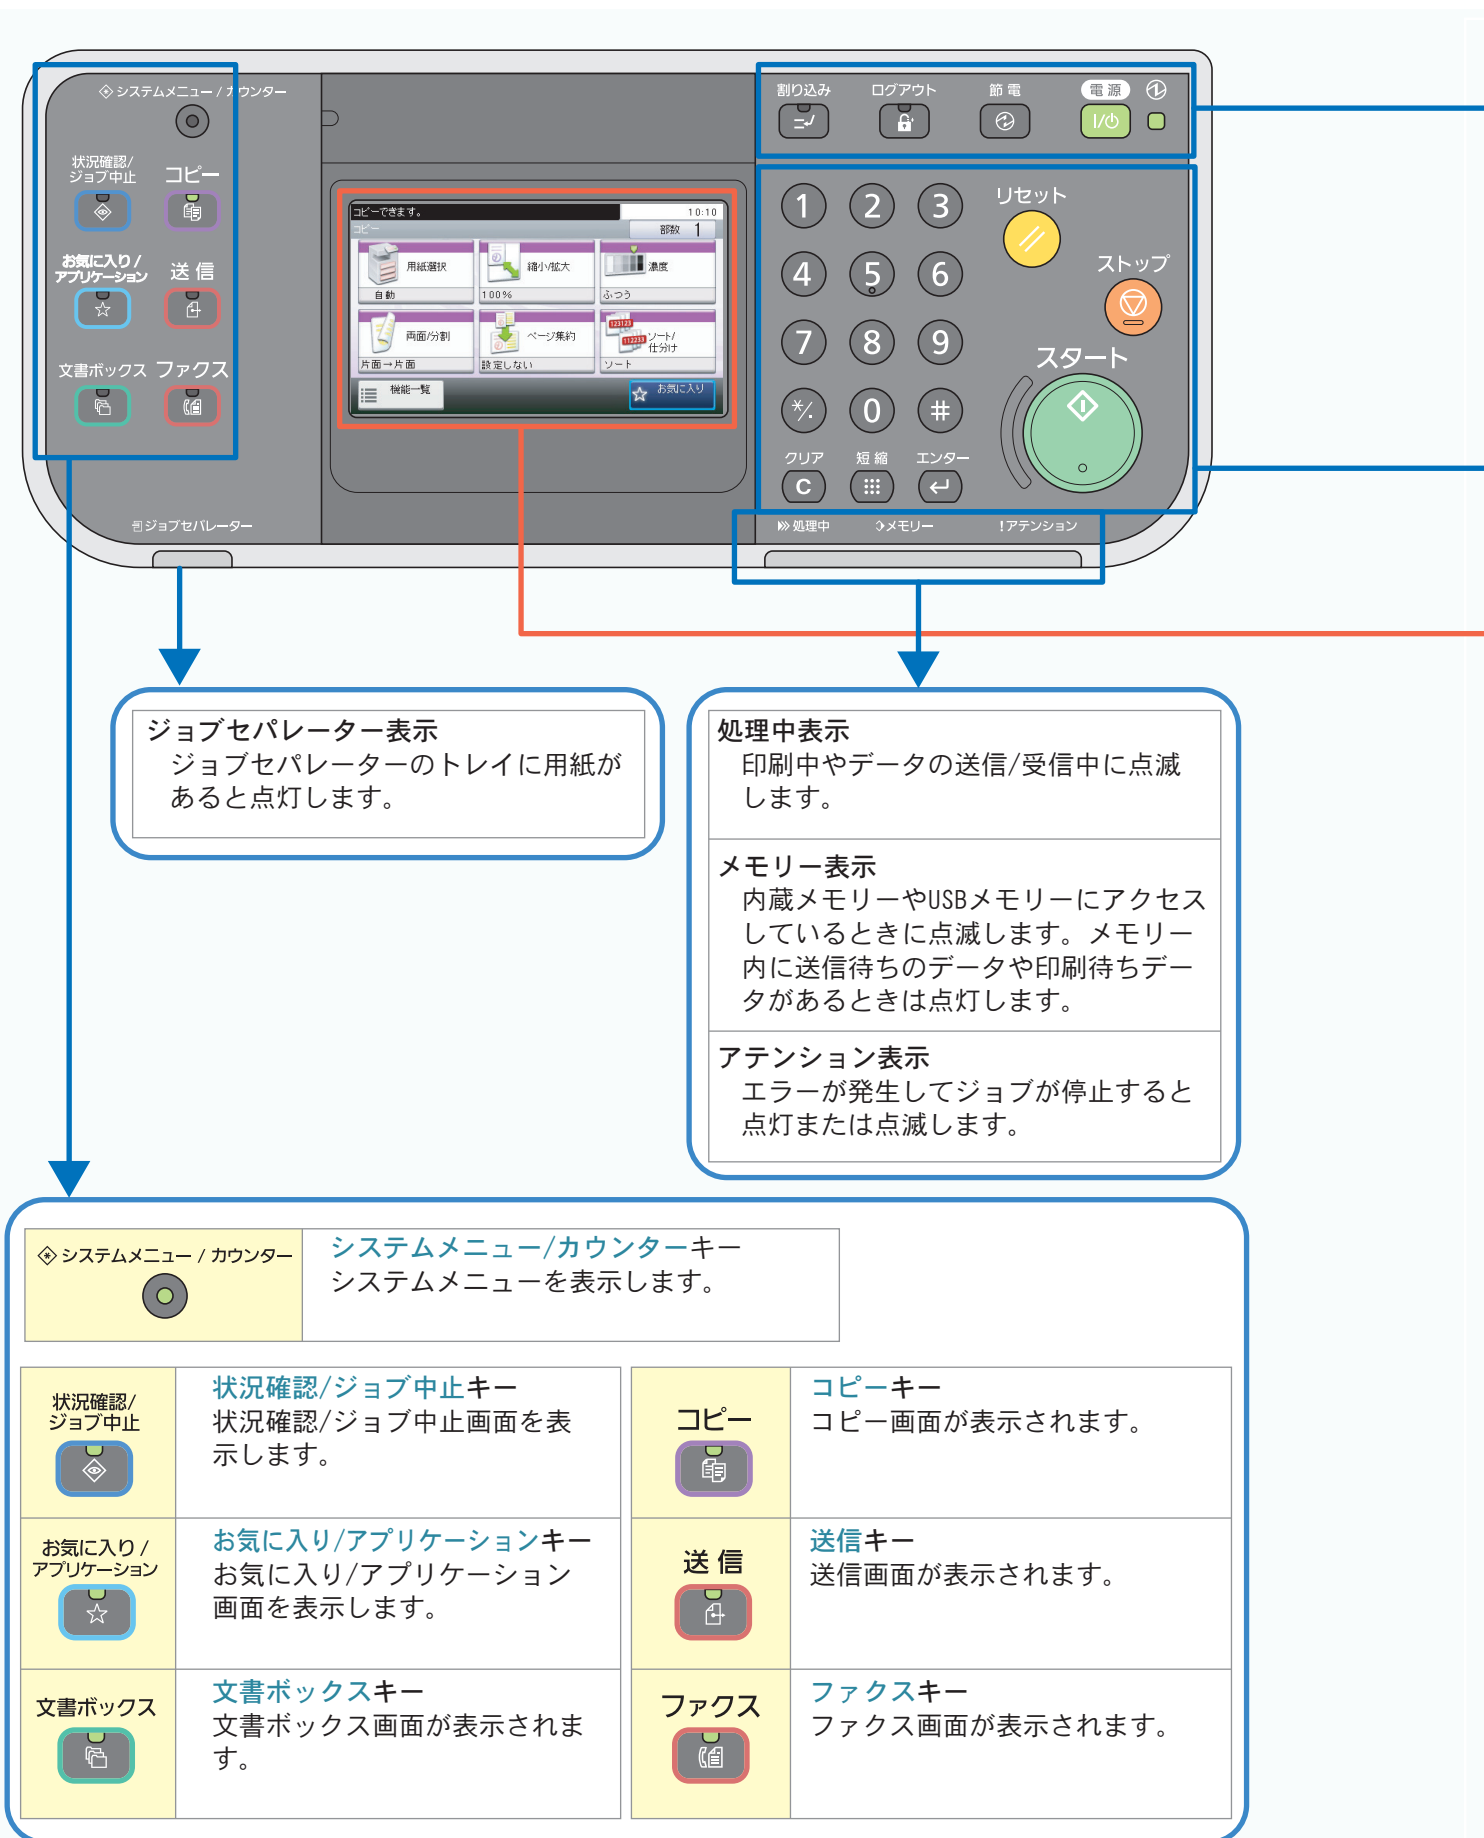 システムメニュー / カウンター
状況確認/
ジョブ中止
コピー
お気に入り /
アプリケーション
送信
文書ボックス
ファクス
ジョブセパレーター
コピーできます。
10:10
コピー
部数 1
用紙選択
自動
縮小/拡大
100%
濃度
ふつう
両面/分割
片面→片面
ページ集約
設定しない
123123
112233
ソート/
仕分け
ソート
機能一覧
お気に入り
割り込み
ログアウト
節電
電源
1
2
3
リセット
4
5
6
ストップ
7
8
9
スタート
*/.
0
#
クリア
短縮
エンター
C
処理中
メモリー
!アテンション
ジョブセパレーター表示
ジョブセパレーターのトレイに用紙が
あると点灯します。
処理中表示
印刷中やデータの送信/受信中に点滅
します。
メモリー表示
内蔵メモリーやUSBメモリーにアクセス
しているときに点滅します。メモリー
内に送信待ちのデータや印刷待ちデー
タがあるときは点灯します。
アテンション表示
エラーが発生してジョブが停止すると
点灯または点滅します。
システムメニュー / カウンター
システムメニュー/カウンターキー
システムメニューを表示します。
状況確認/
ジョブ中止
状況確認/ジョブ中止キー
状況確認/ジョブ中止画面を表
示します。
コピー
コピーキー
コピー画面が表示されます。
お気に入り /
アプリケーション
お気に入り/アプリケーションキー
お気に入り/アプリケーション
画面を表示します。
送信
送信キー
送信画面が表示されます。
文書ボックス
文書ボックスキー
文書ボックス画面が表示されま
す。
ファクス
ファクスキー
ファクス画面が表示されます。